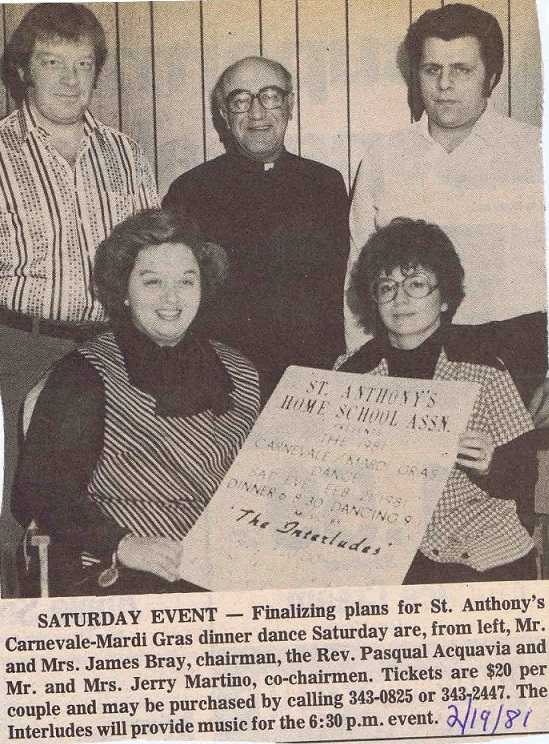 ST. ANTHONY'S
HOME SCHOOL ASSN.
PRESENTS
THE 1981
CARNEVALE / MARDI GRAS
DANCE
SAT. EVE. FEB. 21 1981
DINNER 6-8:30 DANCING 9
BY
"The Interludes"
SATURDAY EVENT — Finalizing plans for St. Anthony's
Carnevale-Mardi Gras dinner dance Saturday are, from left, Mr.
and Mrs. James Bray, chairman, the Rev. Pasqual Acquavia and
Mr. and Mrs. Jerry Martino, co-chairmen. Tickets are $20 per
couple and may be purchased by calling 343-0825 or 343-2447. The
Interludes will provide music for the 6:30 p.m. event. 2/19/81